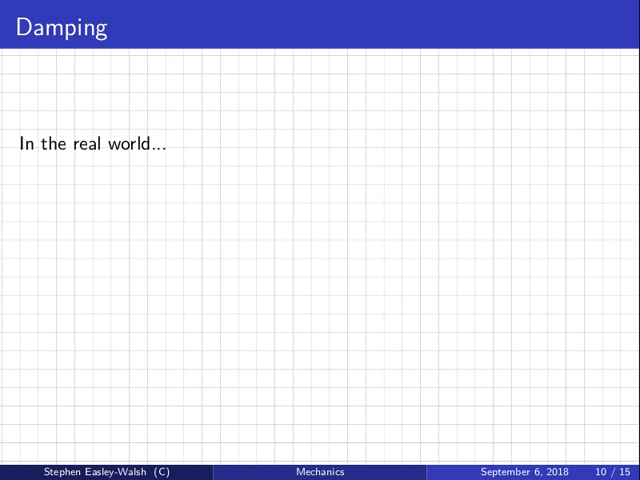 Damping
In the real world...
Stephen Easley-Walsh (C) Mechanics September 6, 2018 10 / 15